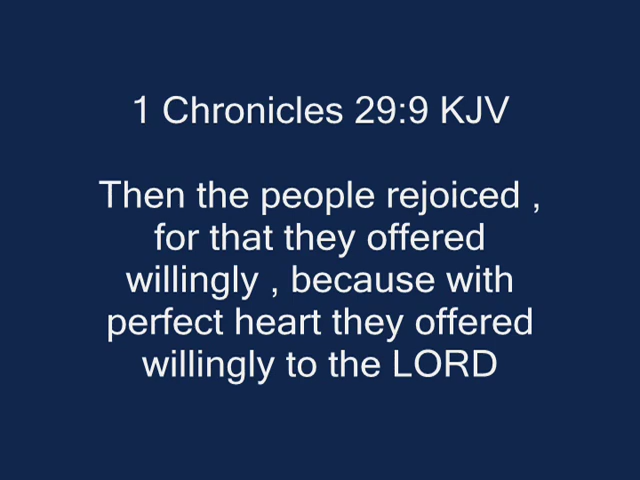 1 Chronicles 29:9 KJV
Then the people rejoiced ,
for that they offered
willingly , because with
perfect heart they offered
willingly to the LORD